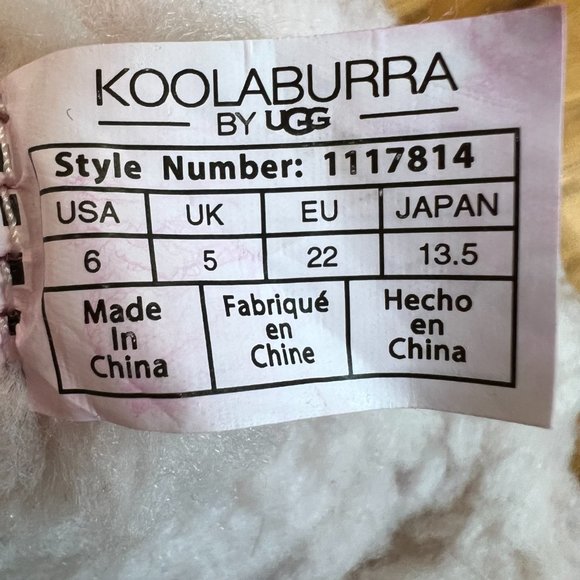 KOOLABURRA
BY UGG
Style Number: 1117814
USA UK EU JAPAN
6 5 22 13.5
Made Fabriqué Hecho
In en en
China Chine China